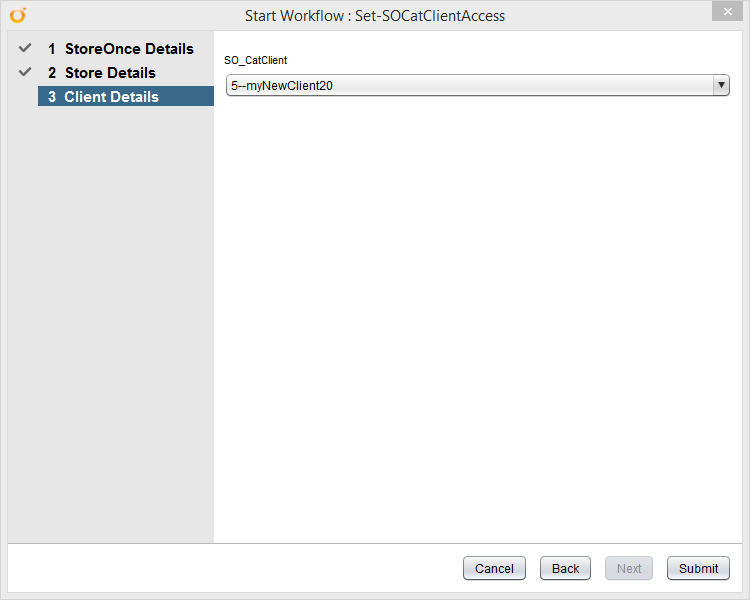 Start Workflow : Set-SOCatClientAccess
1 StoreOnce Details
2 Store Details
3 Client Details
SO_CatClient
5--myNewClient20
Cancel Back Next Submit